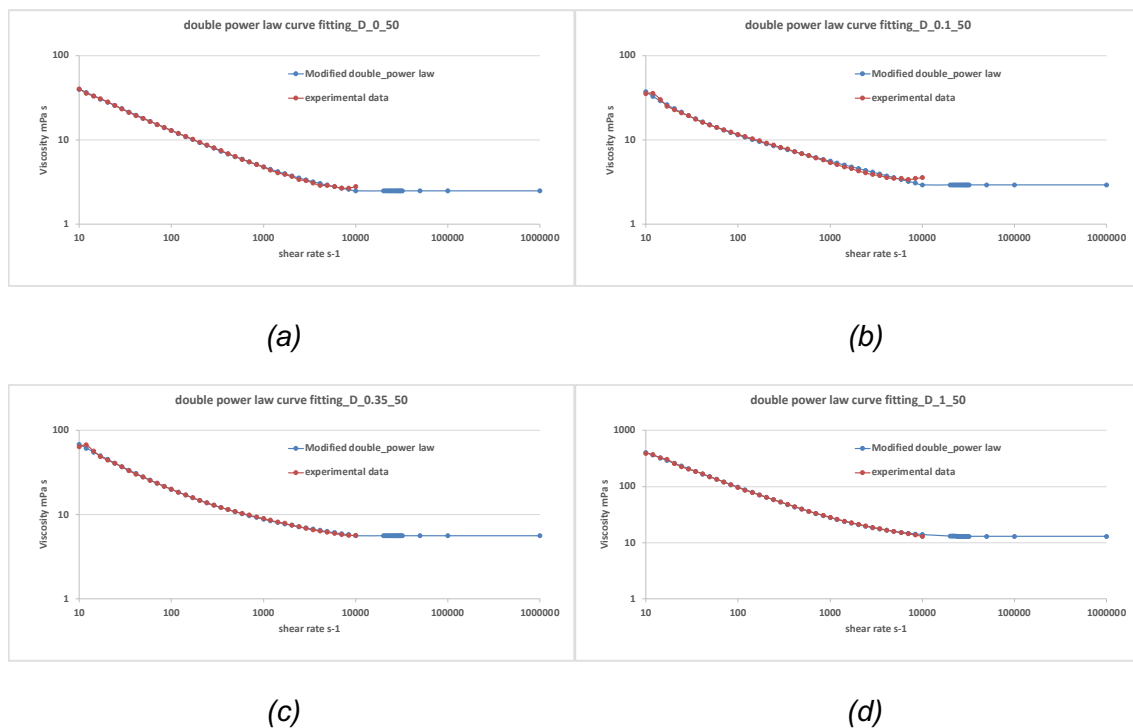 double power law curve fitting_D_0_50
100
10
1
Viscosity mPa s
Modified double_power law
experimental data
10 100 1000 10000 100000 1000000
shear rate s-1
(a)
double power law curve fitting_D_0.1_50
100
10
1
Viscosity mPa s
Modified double_power law
experimental data
10 100 1000 10000 100000 1000000
shear rate s-1
(b)
double power law curve fitting_D_0.35_50
100
10
1
Viscosity mPa s
Modified double_power law
experimental data
10 100 1000 10000 100000 1000000
shear rate s-1
(c)
double power law curve fitting_D_1_50
1000
100
10
1
Viscosity mPa s
Modified double_power law
experimental data
10 100 1000 10000 100000 1000000
shear rate s-1
(d)